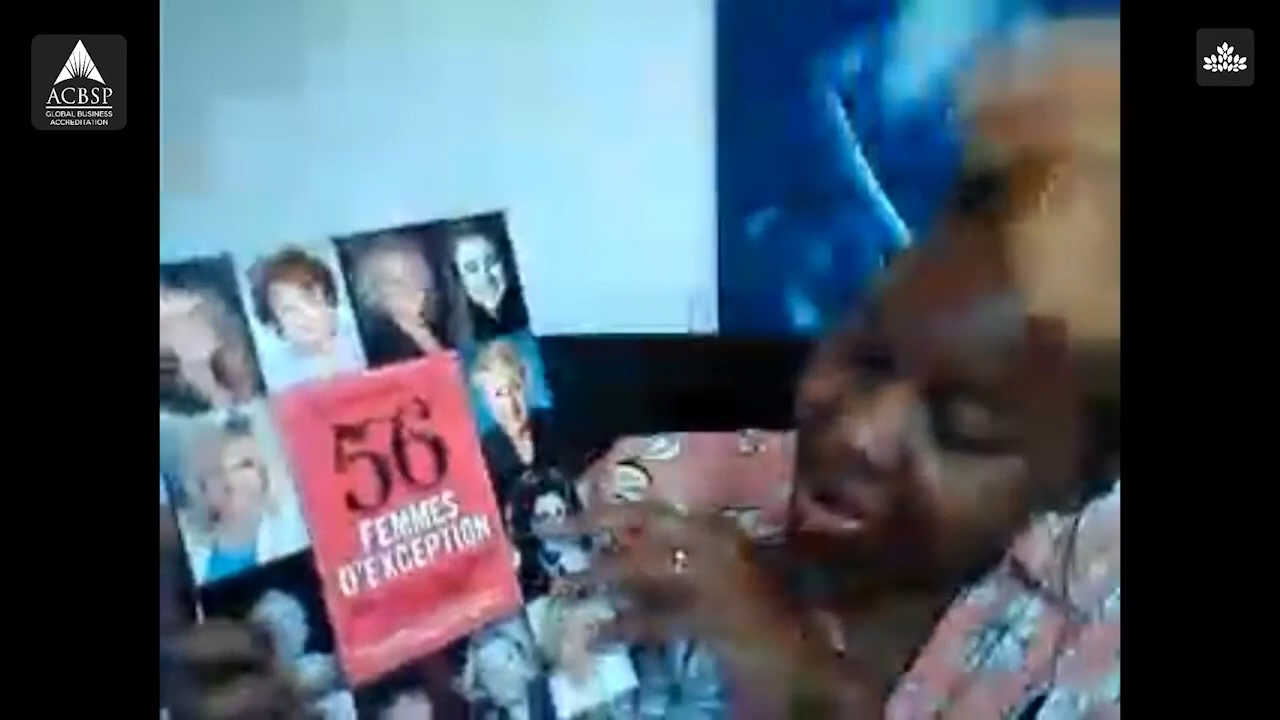 ACBSP
GLOBAL BUSINESS
ACCREDITATION
56
FEMMES
D'EXCEPTION